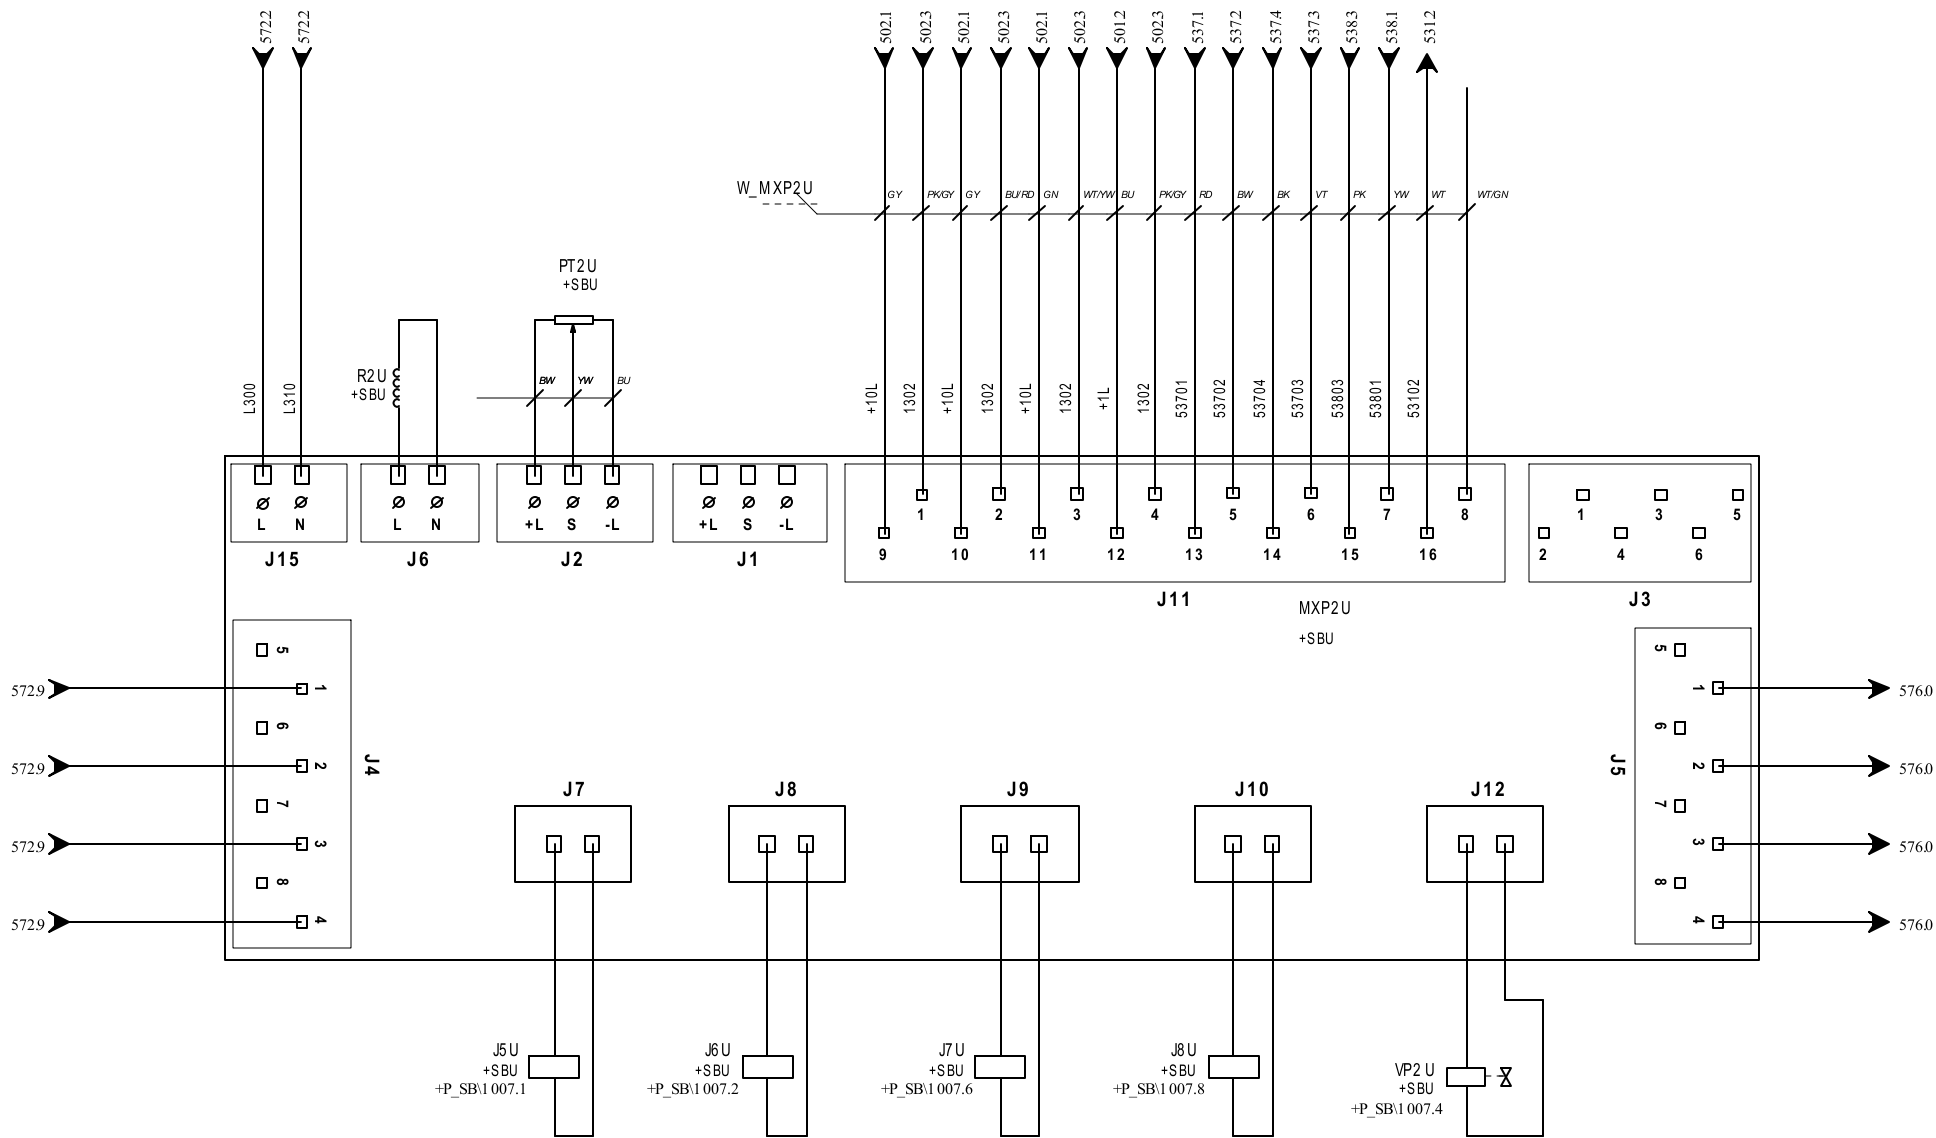 572.2 572.2 502.1 502.3 502.1 502.3 502.1 502.3 501.2 502.3 537.1 537.2 537.4 537.3 538.3 538.1 531.2
W_MXP2U GY PK/GY GY BU/RD GN WT/YW BU PK/GY RD BW BK VT PK YW WT WT/GN
PT2U
+SBU
R2U
+SBU
BW YW BU
L300 L310 +10L 1302 +10L 1302 +10L 1302 +1L 1302 53701 53702 53704 53703 53803 53801 53102
L N L N +L S -L +L S -L
1 2 3 4 5 6 7 8 1 3 5
9 10 11 12 13 14 15 16 2 4 6
J15 J6 J2 J1 J11 J3
MXP2U
+SBU
5 5
572.9 1 1 576.0
6 6
572.9 2 2 576.0
J4 J5
7 7
572.9 3 3 576.0
8 8
572.9 4 4 576.0
J7 J8 J9 J10 J12
J5U
+SBU
+P_SB\1007.1
J6U
+SBU
+P_SB\1007.2
J7U
+SBU
+P_SB\1007.6
J8U
+SBU
+P_SB\1007.8
VP2U
+SBU
+P_SB\1007.4